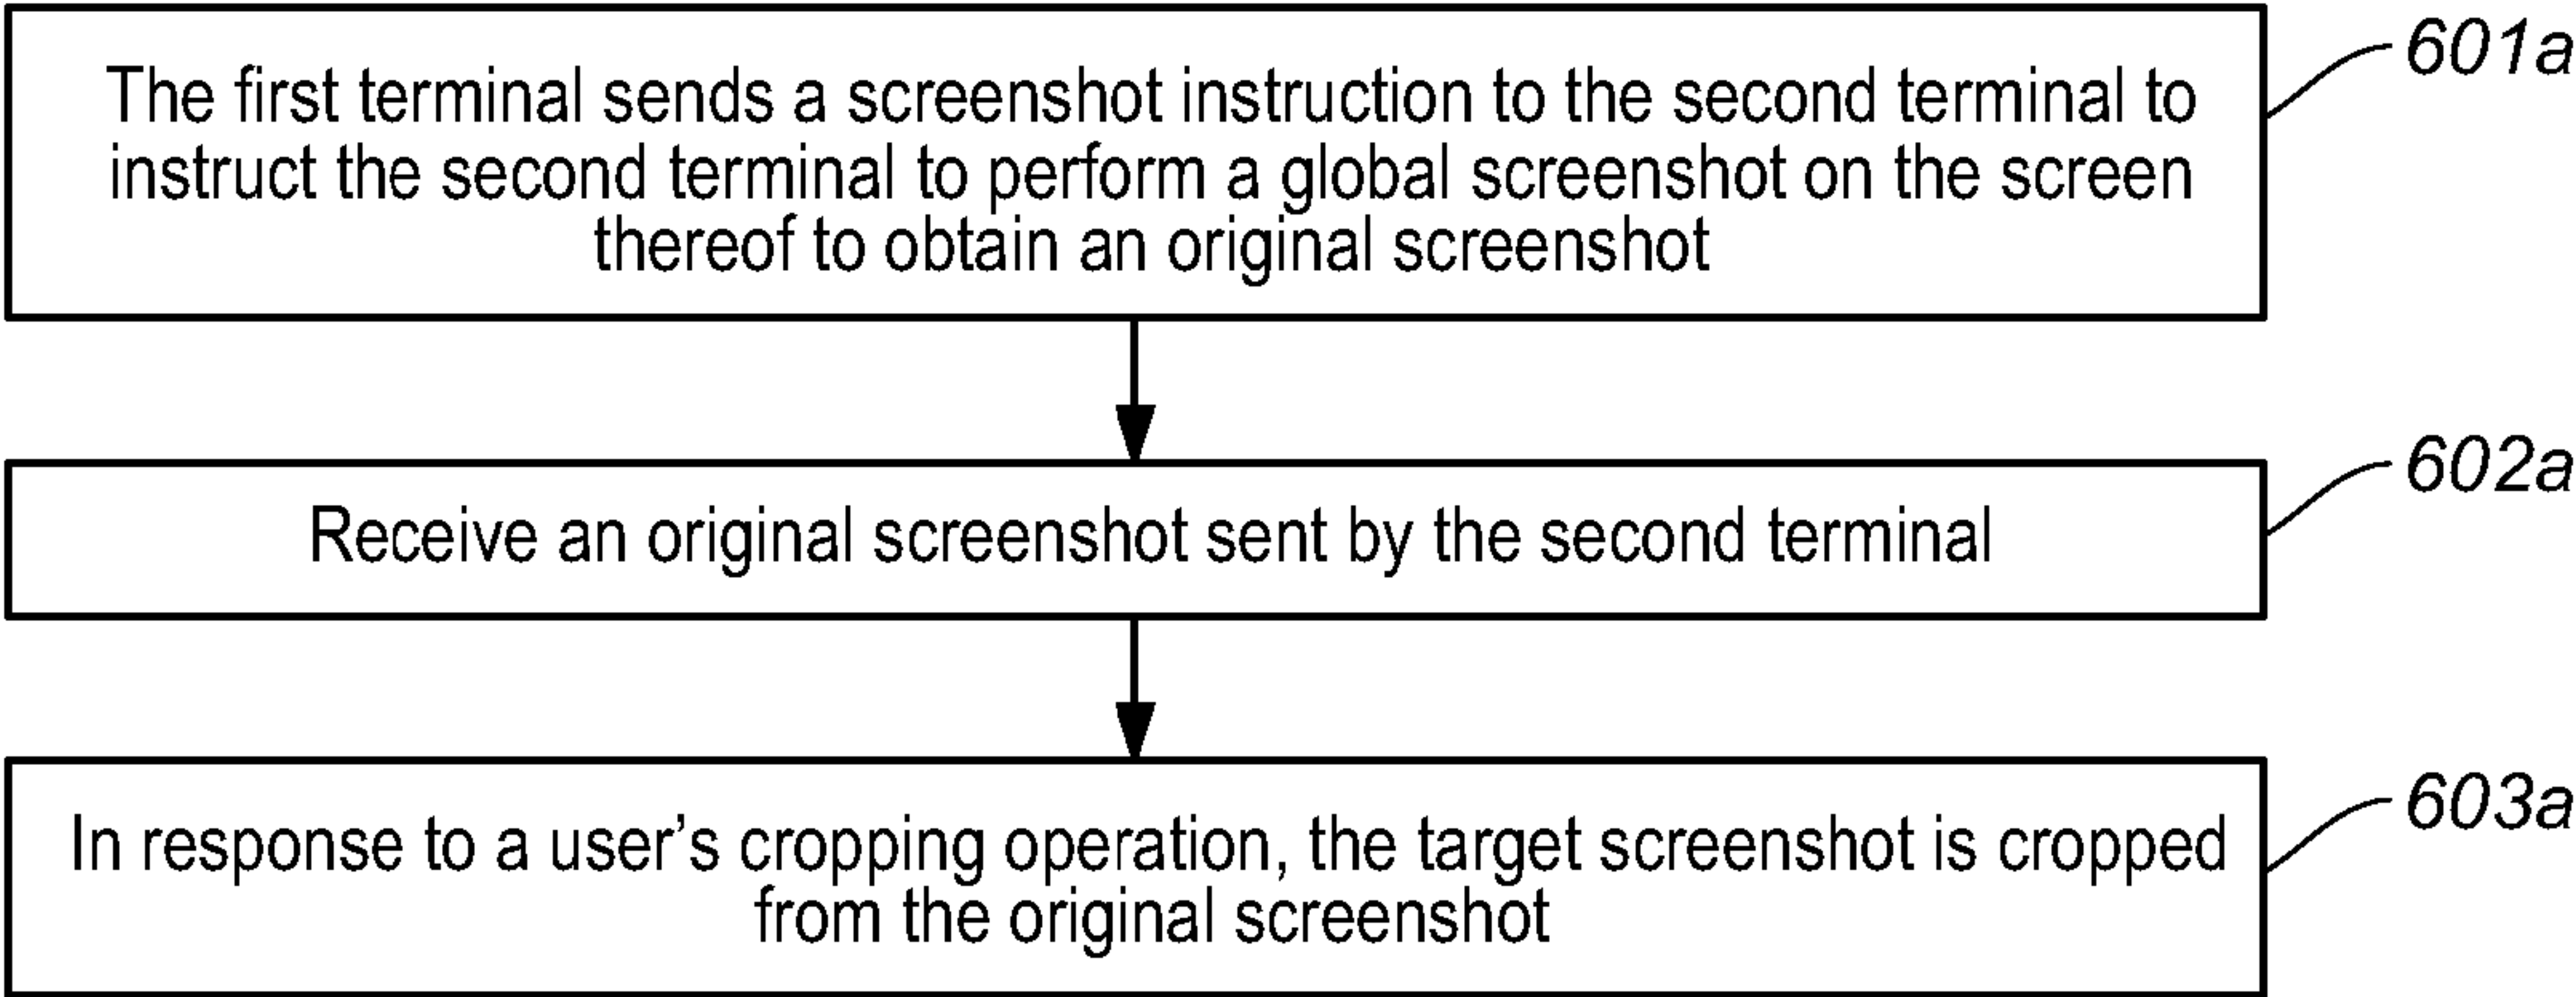 The first terminal sends a screenshot instruction to the second terminal to
instruct the second terminal to perform a global screenshot on the screen
thereof to obtain an original screenshot
601a
Receive an original screenshot sent by the second terminal
602a
In response to a user’s cropping operation, the target screenshot is cropped
from the original screenshot
603a